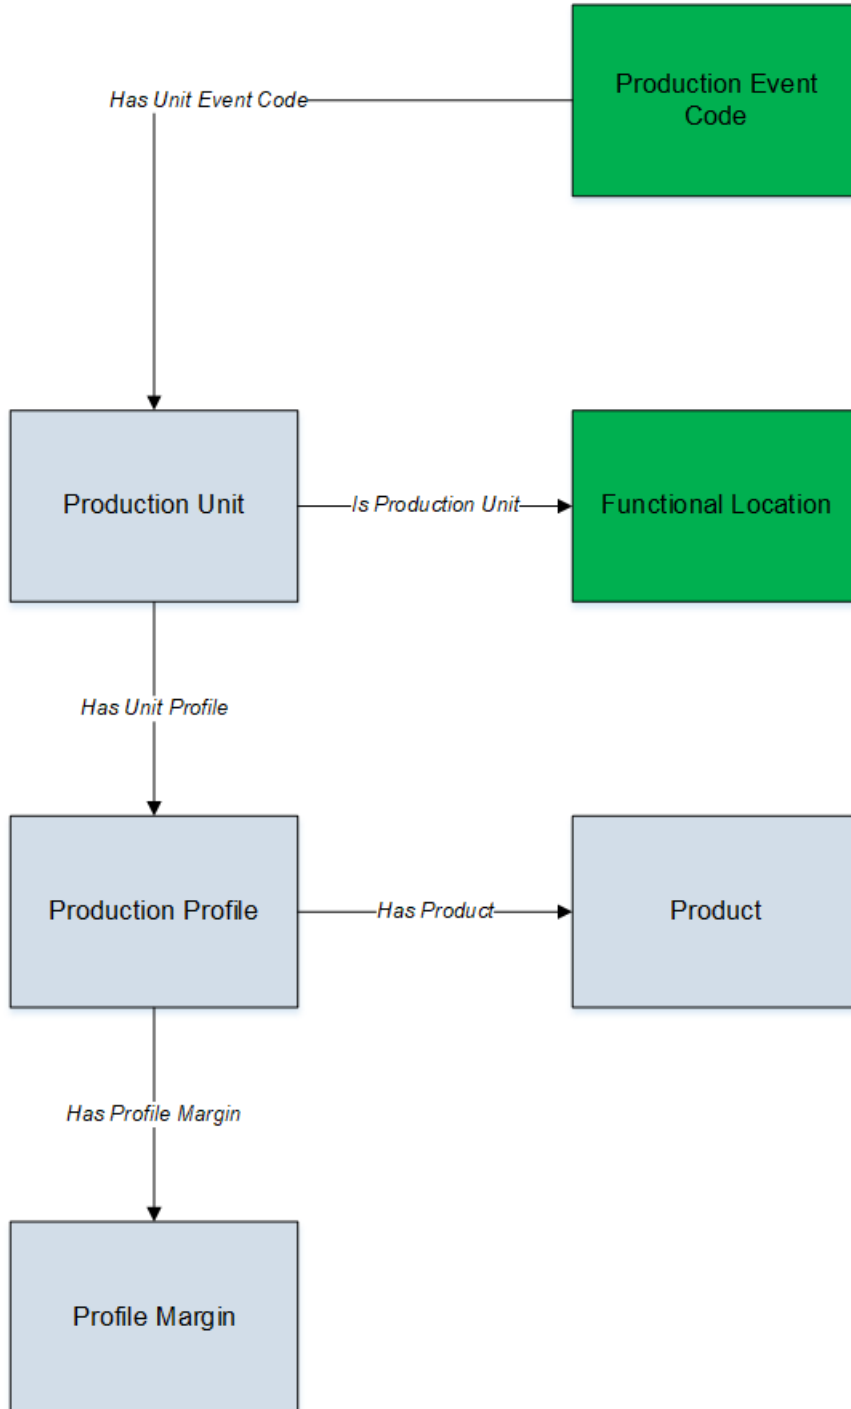 Production Event
Code
Has Unit Event Code
Production Unit
Is Production Unit
Functional Location
Has Unit Profile
Production Profile
Has Product
Product
Has Profile Margin
Profile Margin